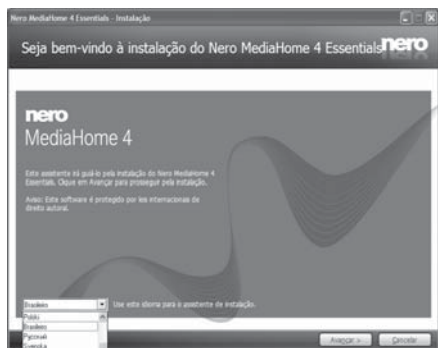 Nero MediaHome 4 Essentials - Instalação
Seja bem-vindo à instalação do Nero MediaHome 4 Essentials
nero
nero
MediaHome 4
Este assistente irá guiá-lo pela instalação do Nero MediaHome 4
Essentials. Clique em Avançar para prosseguir pela instalação.
Aviso: Este software é protegido por leis internacionais de
direito autoral.
Brasileiro
Use este idioma para o assistente de instalação.
Polski
Brasileiro
Русский
Svenska
Avançar >
Cancelar